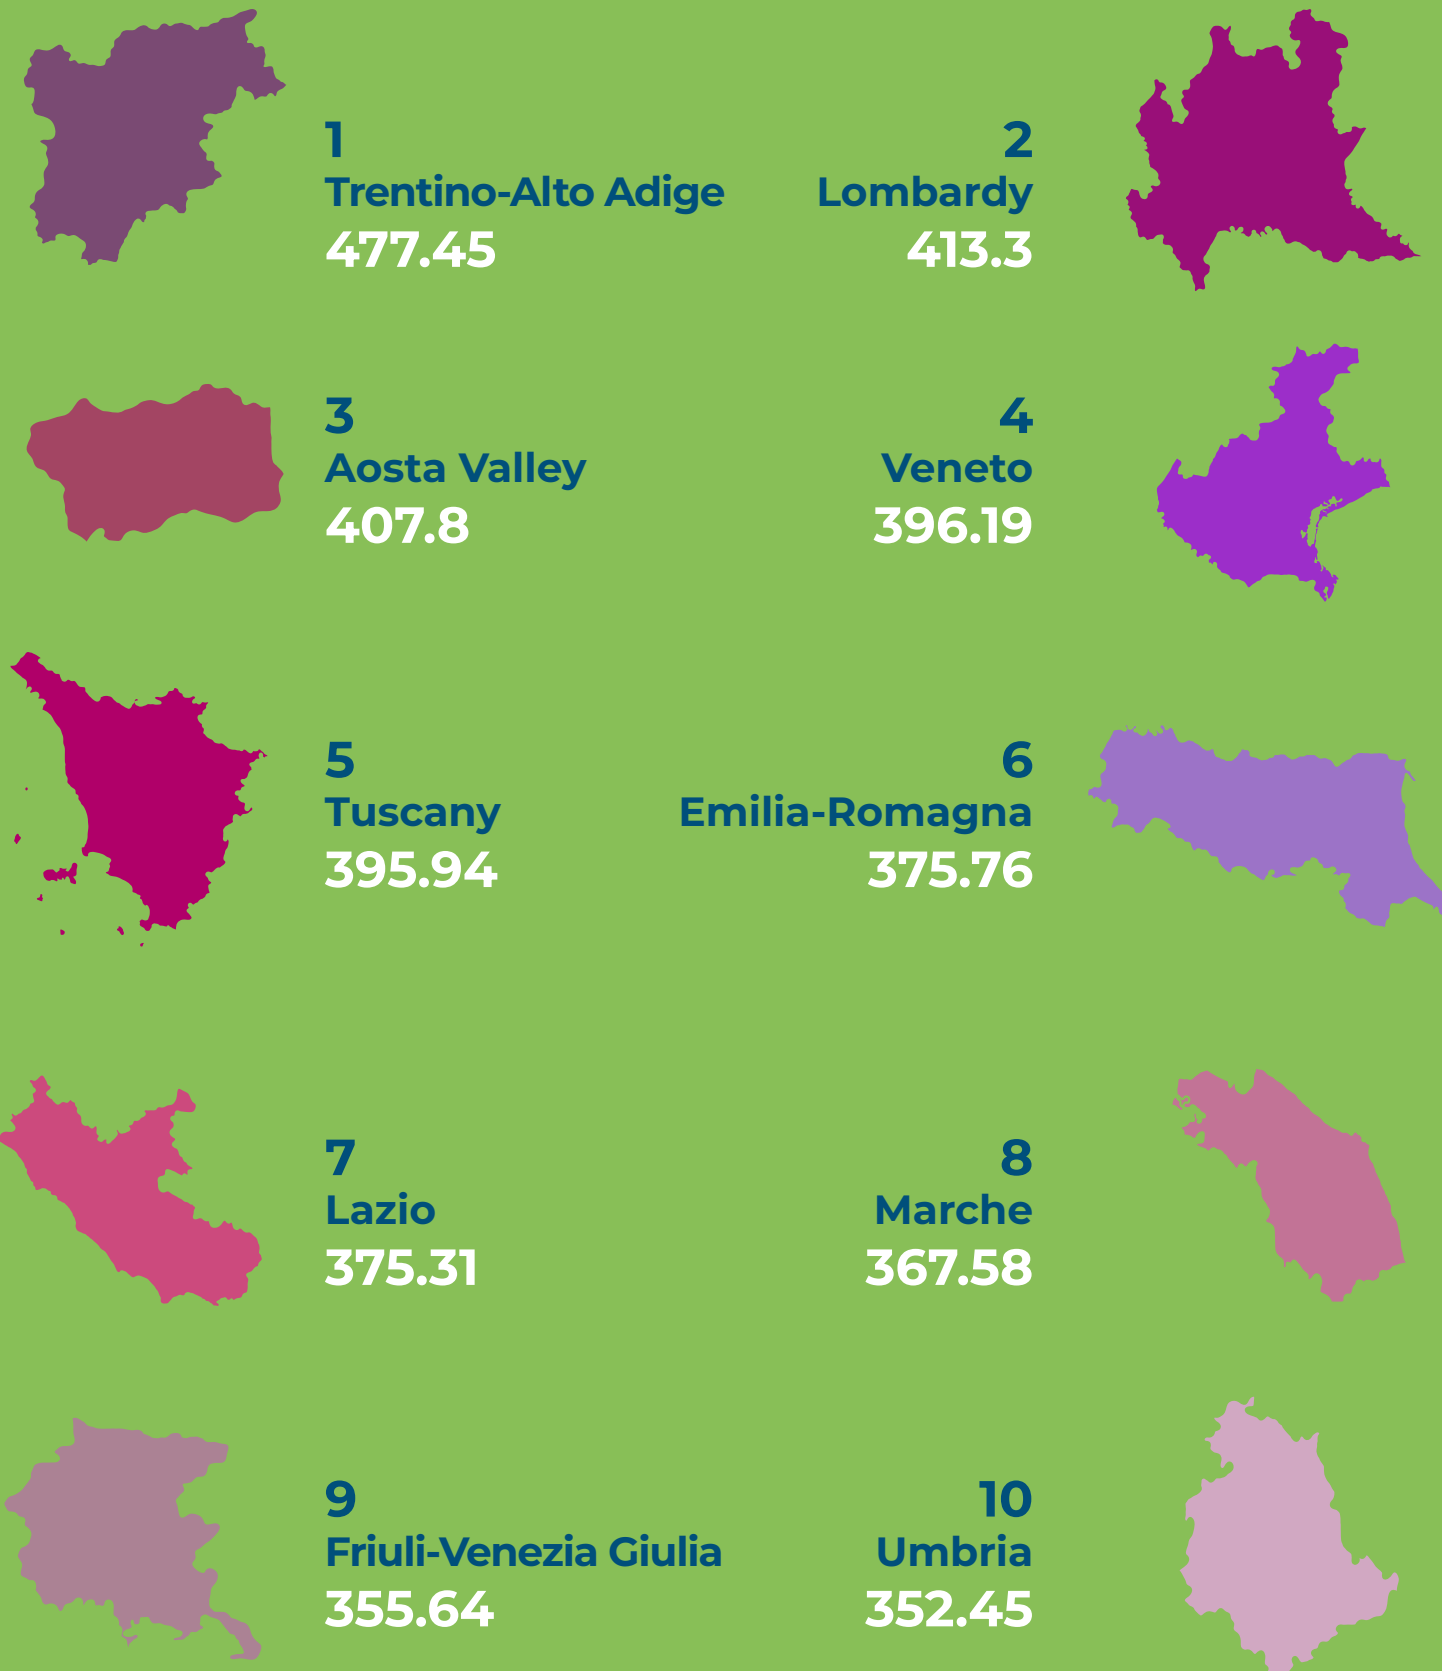 1
Trentino-Alto Adige
477.45
2
Lombardy
413.3
3
Aosta Valley
407.8
4
Veneto
396.19
5
Tuscany
395.94
6
Emilia-Romagna
375.76
7
Lazio
375.31
8
Marche
367.58
9
Friuli-Venezia Giulia
355.64
10
Umbria
352.45